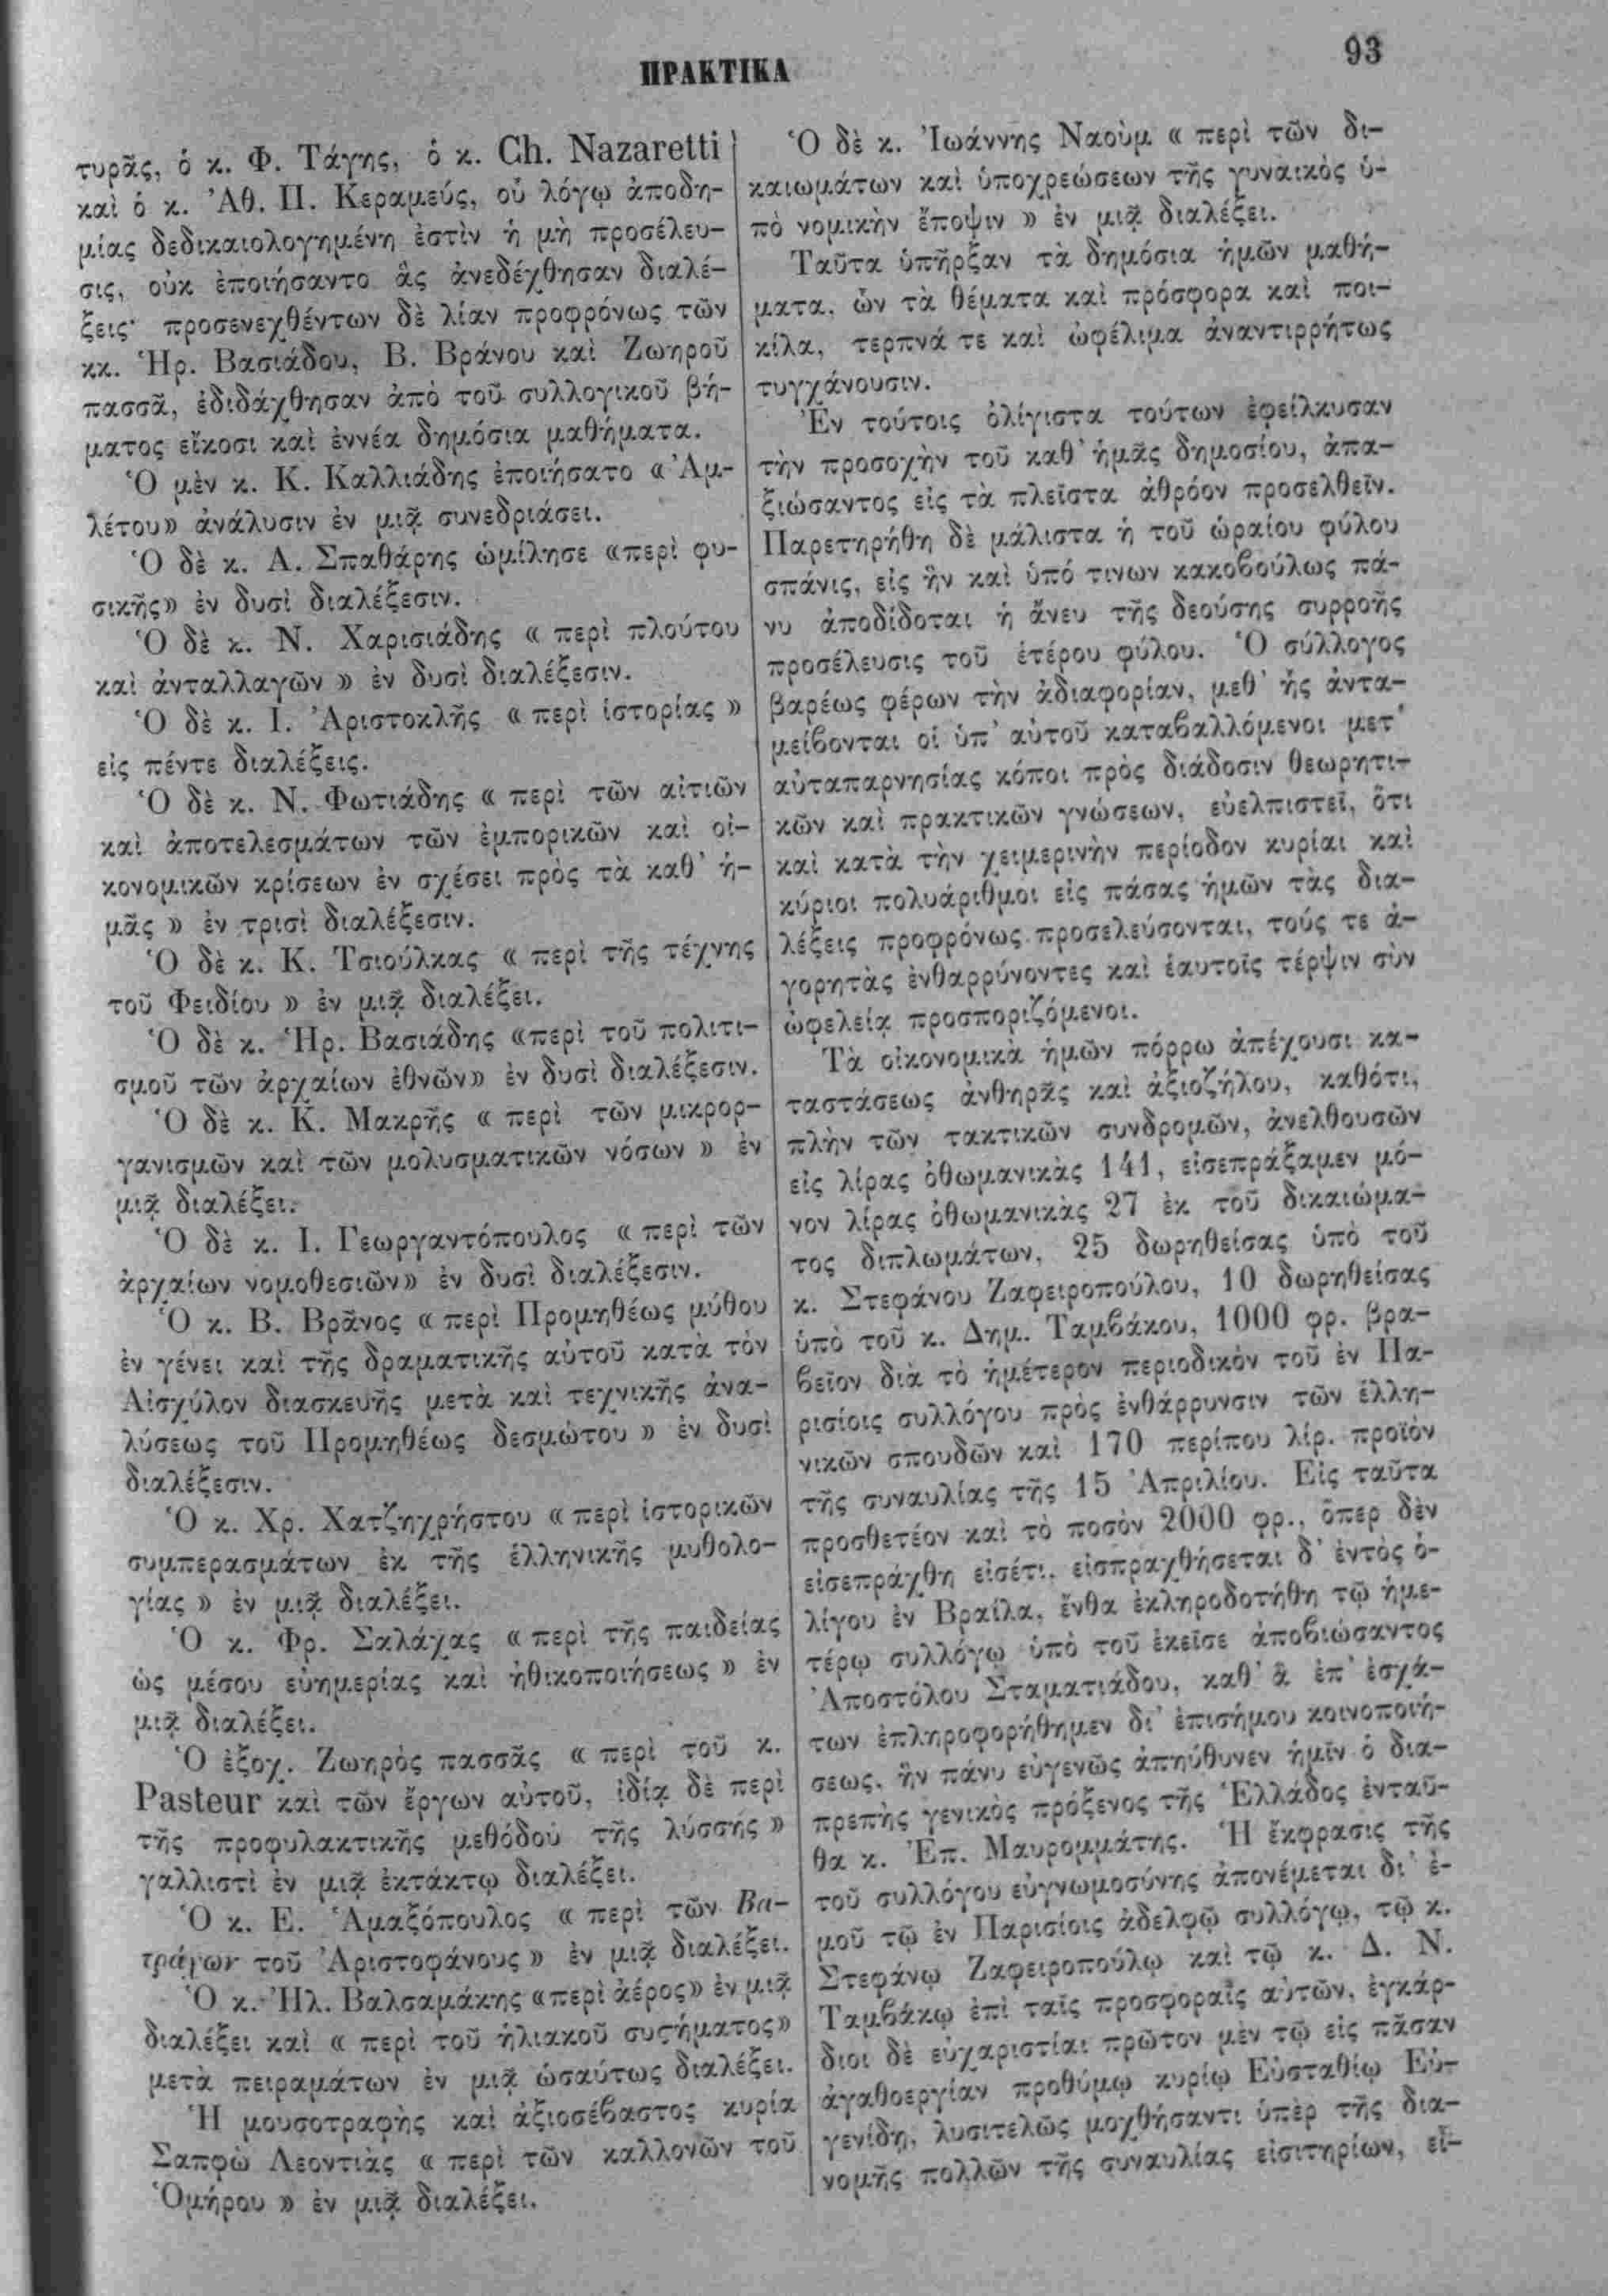 ΠΡΑΚΤΙΚΑ
93
τυρᾶς, ὁ κ. Φ. Τάγης, ὁ κ. Ch. Nazaretti
καὶ ὁ κ. Ἀθ. Π. Κεραμεύς, οὗ λόγῳ ἀποδη-
μίας δεδικαιολογημένη ἐστὶν ἡ μὴ προσέλευ-
σις, οὐκ ἐποιήσαντο ἃς ἀνεδέχθησαν διαλέ-
ξεις· προσενεχθέντων δὲ λίαν προφρόνως τῶν
κκ. Ἡρ. Βασιάδου, Β. Βράνου καὶ Ζωηροῦ
πασσᾶ, ἐδιδάχθησαν ἀπὸ τοῦ συλλογικοῦ βή-
ματος εἴκοσι καὶ ἐννέα δημόσια μαθήματα.
Ὁ μὲν κ. Κ. Καλλιάδης ἐποιήσατο «Ἀμ-
λέτου» ἀνάλυσιν ἐν μιᾷ συνεδριάσει.
Ὁ δὲ κ. Α. Σπαθάρης ὡμίλησε «περὶ φυ-
σικῆς» ἐν δυσὶ διαλέξεσιν.
Ὁ δὲ κ. Ν. Χαρισιάδης « περὶ πλούτου
καὶ ἀνταλλαγῶν » ἐν δυσὶ διαλέξεσιν.
Ὁ δὲ κ. Ι. Ἀριστοκλῆς « περὶ ἱστορίας »
εἰς πέντε διαλέξεις.
Ὁ δὲ κ. Ν. Φωτιάδης « περὶ τῶν αἰτιῶν
καὶ ἀποτελεσμάτων τῶν ἐμπορικῶν καὶ οἰ-
κονομικῶν κρίσεων ἐν σχέσει πρὸς τὰ καθ’ ἡ-
μᾶς » ἐν τρισὶ διαλέξεσιν.
Ὁ δὲ κ. Κ. Τσιούλκας « περὶ τῆς τέχνης
τοῦ Φειδίου » ἐν μιᾷ διαλέξει.
Ὁ δὲ κ. Ἡρ. Βασιάδης «περὶ τοῦ πολιτι-
σμοῦ τῶν ἀρχαίων ἐθνῶν» ἐν δυσὶ διαλέξεσιν.
Ὁ δὲ κ. Κ. Μακρῆς « περὶ τῶν μικρορ-
γανισμῶν καὶ τῶν μολυσματικῶν νόσων » ἐν
μιᾷ διαλέξει.
Ὁ δὲ κ. Ι. Γεωργαντόπουλος « περὶ τῶν
ἀρχαίων νομοθεσιῶν» ἐν δυσὶ διαλέξεσιν.
Ὁ κ. Β. Βρᾶνος « περὶ Προμηθέως μύθου
ἐν γένει καὶ τῆς δραματικῆς αὐτοῦ κατὰ τὸν
Αἰσχύλον διασκευῆς μετὰ καὶ τεχνικῆς ἀνα-
λύσεως τοῦ Προμηθέως δεσμώτου » ἐν δυσὶ
διαλέξεσιν.
Ὁ κ. Χρ. Χατζηχρήστου « περὶ ἱστορικῶν
συμπερασμάτων ἐκ τῆς ἑλληνικῆς μυθολο-
γίας » ἐν μιᾷ διαλέξει.
Ὁ κ. Φρ. Σαλάχας « περὶ τῆς παιδείας
ὡς μέσου εὐημερίας καὶ ἠθικοποιήσεως » ἐν
μιᾷ διαλέξει.
Ὁ ἐξοχ. Ζωηρὸς πασσᾶς « περὶ τοῦ κ.
Pasteur καὶ τῶν ἔργων αὐτοῦ, ἰδίᾳ δὲ περὶ
τῆς προφυλακτικῆς μεθόδου τῆς λύσσης »
γαλλιστὶ ἐν μιᾷ ἐκτάκτῳ διαλέξει.
Ὁ κ. Ε. Ἁμαξόπουλος « περὶ τῶν Βα-
τράχων τοῦ Ἀριστοφάνους» ἐν μιᾷ διαλέξει.
Ὁ κ. Ἠλ. Βαλσαμάκης «περὶ ἀέρος» ἐν μιᾷ
διαλέξει καὶ « περὶ τοῦ ἡλιακοῦ συϛήματος»
μετὰ πειραμάτων ἐν μιᾷ ὡσαύτως διαλέξει.
Ἡ μουσοτραφὴς καὶ ἀξιοσέβαστος κυρία
Σαπφὼ Λεοντιὰς « περὶ τῶν καλλονῶν τοῦ
Ὁμήρου » ἐν μιᾷ διαλέξει.
Ὁ δὲ κ. Ἰωάννης Ναοὺμ « περὶ τῶν δι-
καιωμάτων καὶ ὑποχρεώσεων τῆς γυναικὸς ὑ-
πὸ νομικὴν ἔποψιν » ἐν μιᾷ διαλέξει.
Ταῦτα ὑπῆρξαν τὰ δημόσια ἡμῶν μαθή-
ματα, ὧν τὰ θέματα καὶ πρόσφορα καὶ ποι-
κίλα, τερπνά τε καὶ ὠφέλιμα ἀναντιρρήτως
τυγχάνουσιν.
Ἐν τούτοις ὀλίγιστα τούτων ἐφείλκυσαν
τὴν προσοχὴν τοῦ καθ’ ἡμᾶς δημοσίου, ἀπα-
ξιώσαντος εἰς τὰ πλεῖστα ἀθρόον προσελθεῖν.
Παρετηρήθη δὲ μάλιστα ἡ τοῦ ὡραίου φύλου
σπάνις, εἰς ἣν καὶ ὑπό τινων κακοβούλως πά-
νυ ἀποδίδοται ἡ ἄνευ τῆς δεούσης συρροῆς
προσέλευσις τοῦ ἑτέρου φύλου. Ὁ σύλλογος
βαρέως φέρων τὴν ἀδιαφορίαν, μεθ’ ἧς ἀντα-
μείβονται οἱ ὑπ’ αὐτοῦ καταβαλλόμενοι μετ’
αὐταπαρνησίας κόποι πρὸς διάδοσιν θεωρητι-
κῶν καὶ πρακτικῶν γνώσεων, εὐελπιστεῖ, ὅτι
καὶ κατὰ τὴν χειμερινὴν περίοδον κυρίαι καὶ
κύριοι πολυάριθμοι εἰς πάσας ἡμῶν τὰς δια-
λέξεις προφρόνως προσελεύσονται, τούς τε ἀ-
γορητὰς ἐνθαρρύνοντες καὶ ἑαυτοῖς τέρψιν σὺν
ὠφελείᾳ προσποριζόμενοι.
Τὰ οἰκονομικὰ ἡμῶν πόρρω ἀπέχουσι κα-
ταστάσεως ἀνθηρᾶς καὶ ἀξιοζήλου, καθότι,
πλὴν τῶν τακτικῶν συνδρομῶν, ἀνελθουσῶν
εἰς λίρας ὀθωμανικὰς 141, εἰσεπράξαμεν μό-
νον λίρας ὀθωμανικὰς 27 ἐκ τοῦ δικαιώμα-
τος διπλωμάτων, 25 δωρηθείσας ὑπὸ τοῦ
κ. Στεφάνου Ζαφειροπούλου, 10 δωρηθείσας
ὑπὸ τοῦ κ. Δημ. Ταμβάκου, 1000 φρ. βρα-
βεῖον διὰ τὸ ἡμέτερον περιοδικὸν τοῦ ἐν Πα-
ρισίοις συλλόγου πρὸς ἐνθάρρυνσιν τῶν ἑλλη-
νικῶν σπουδῶν καὶ 170 περίπου λίρ. προϊὸν
τῆς συναυλίας τῆς 15 Ἀπριλίου. Εἰς ταῦτα
προσθετέον καὶ τὸ ποσὸν 2000 φρ., ὅπερ δὲν
εἰσεπράχθη εἰσέτι, εἰσπραχθήσεται δ’ ἐντὸς ὀ-
λίγου ἐν Βραΐλα, ἔνθα ἐκληροδοτήθη τῷ ἡμε-
τέρῳ συλλόγῳ ὑπὸ τοῦ ἐκεῖσε ἀποβιώσαντος
Ἀποστόλου Σταματιάδου, καθ’ ἃ ἐπ’ ἐσχά-
των ἐπληροφορήθημεν δι’ ἐπισήμου κοινοποιή-
σεως, ἣν πάνυ εὐγενῶς ἀπηύθυνεν ἡμῖν ὁ δια-
πρεπὴς γενικὸς πρόξενος τῆς Ἑλλάδος ἐνταῦ-
θα κ. Ἐπ. Μαυρομμάτης. Ἡ ἔκφρασις τῆς
τοῦ συλλόγου εὐγνωμοσύνης ἀπονέμεται δι’ ἐ-
μοῦ τῷ ἐν Παρισίοις ἀδελφῷ συλλόγῳ, τῷ κ.
Στεφάνῳ Ζαφειροπούλῳ καὶ τῷ κ. Δ. Ν.
Ταμβάκῳ ἐπὶ ταῖς προσφοραῖς αὐτῶν, ἐγκάρ-
διοι δὲ εὐχαριστίαι πρῶτον μὲν τῷ εἰς πᾶσαν
ἀγαθοεργίαν προθύμῳ κυρίῳ Εὐσταθίῳ Εὐ-
γενίδῃ, λυσιτελῶς μοχθήσαντι ὑπὲρ τῆς δια-
νομῆς πολλῶν τῆς συναυλίας εἰσιτηρίων, εἶ-